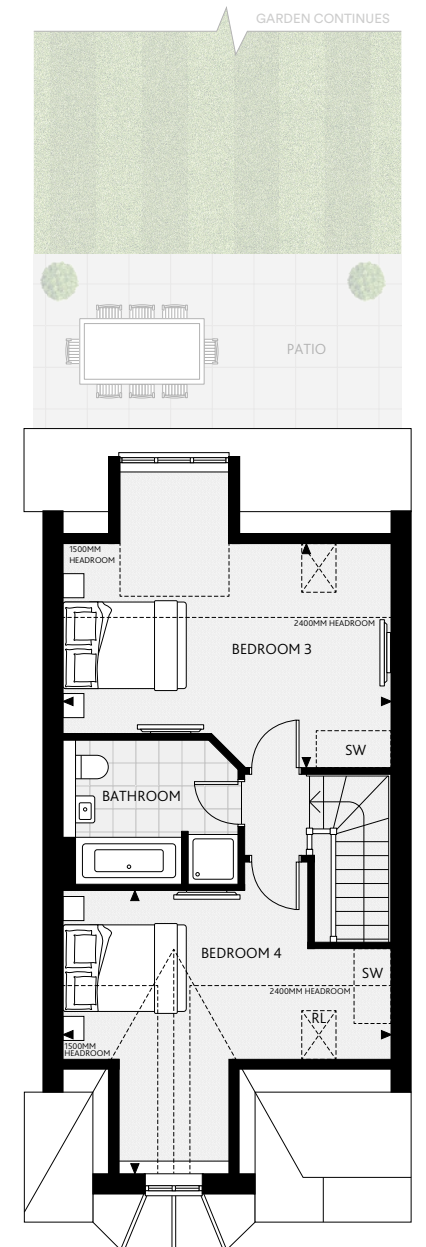 GARDEN CONTINUES
PATIO
1500MM
HEADROOM
2400MM HEADROOM
BEDROOM 3
SW
BATHROOM
BEDROOM 4
SW
2400MM HEADROOM
RL
1500MM
HEADROOM